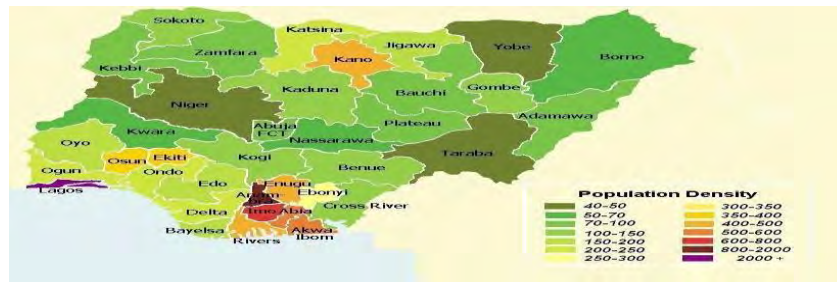 Sokoto
Katsina
Jigawa
Yobe
Borno
Zamfara
Kano
Kebbi
Kaduna
Bauchi
Gombe
Niger
Adamawa
Abuja
FCT
Plateau
Kwara
Nassarawa
Oyo
Taraba
Osun
Ekiti
Kogi
Benue
Ogun
Ondo
Lagos
Edo
Enugu
Ebonyi
Delta
Imo
Abia
Cross River
Bayelsa
Rivers
Akwa
Ibom
Population Density
40-50
50-70
70-100
100-150
150-200
200-250
250-300
300-350
350-400
400-500
500-600
600-800
800-2000
2000 +